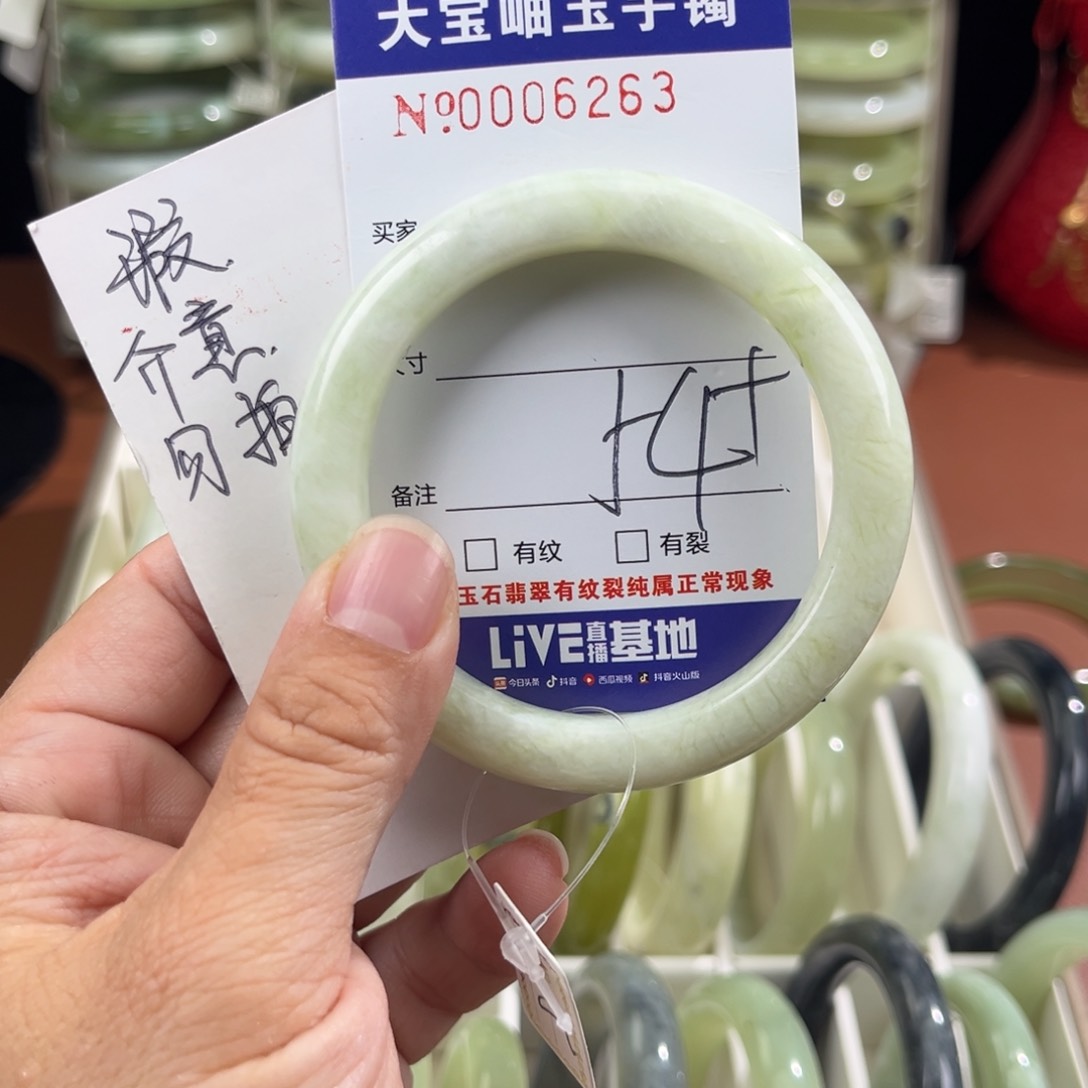 大宝岫玉手镯
№0006263
买家
寸
备注
□ 有纹 □ 有裂
玉石翡翠有纹裂纯属正常现象
LiVE直播基地
今日头条 抖音 西瓜视频 抖音火山版
瑕
介意
勿拍